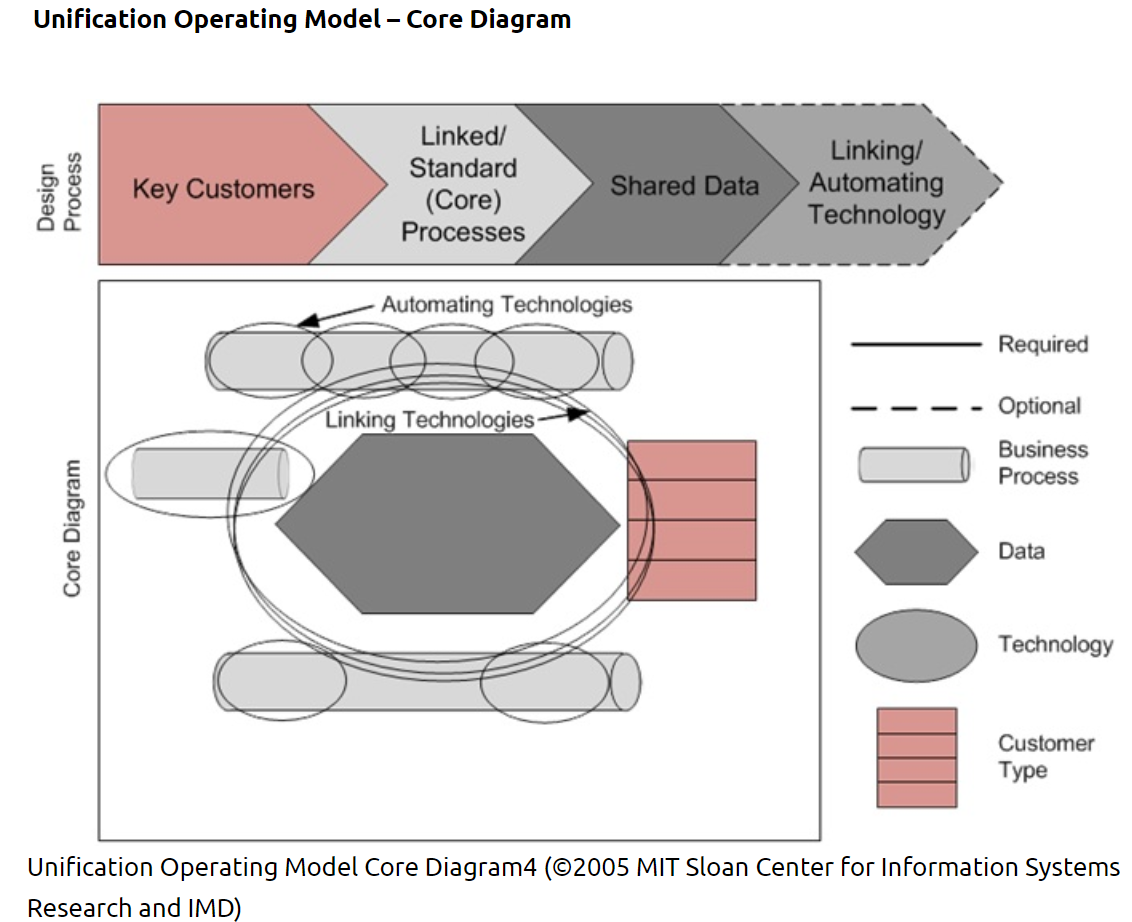 Unification Operating Model – Core Diagram
Design
Process
Key Customers
Linked/
Standard
(Core)
Processes
Shared Data
Linking/
Automating
Technology
Core Diagram
Automating Technologies
Linking Technologies
Required
Optional
Business
Process
Data
Technology
Customer
Type
Unification Operating Model Core Diagram4 (©2005 MIT Sloan Center for Information Systems
Research and IMD)